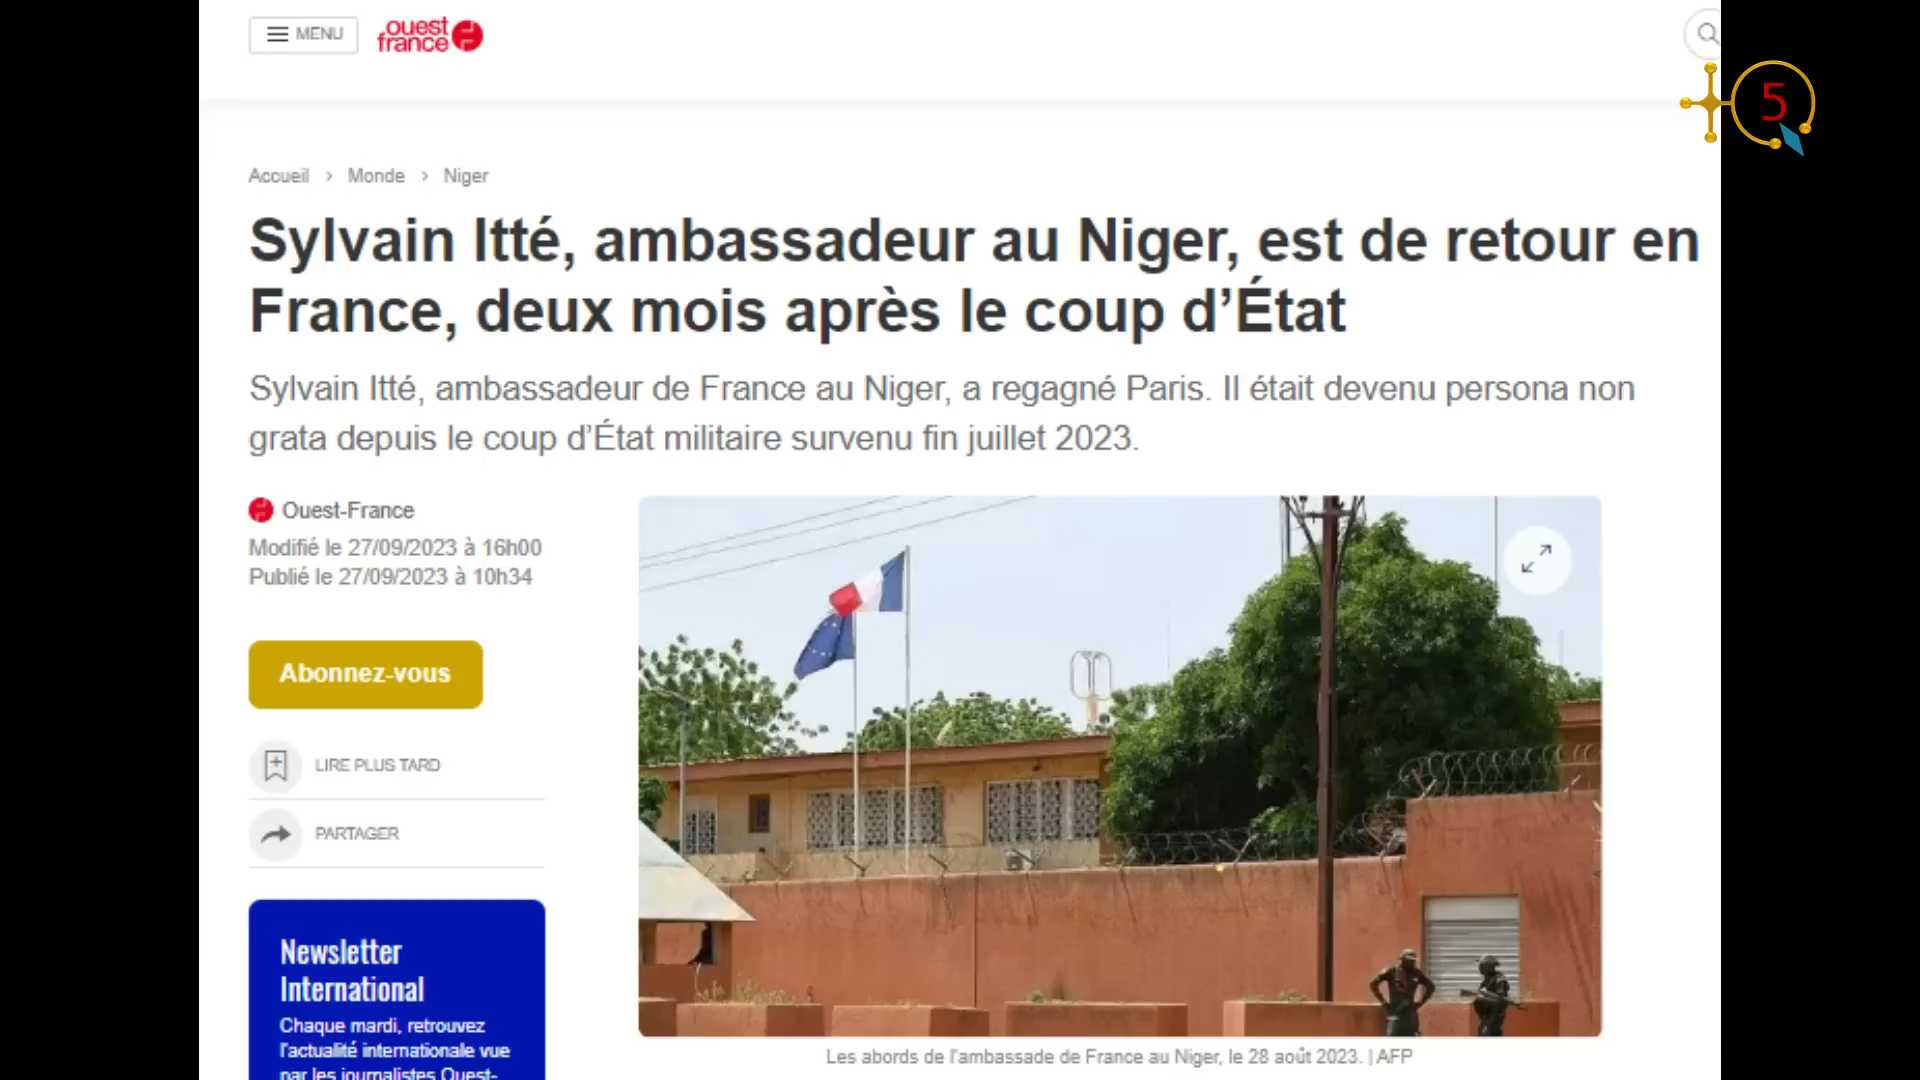 MENU
ouest
france
5
Accueil > Monde > Niger
Sylvain Itté, ambassadeur au Niger, est de retour en
France, deux mois après le coup d’État
Sylvain Itté, ambassadeur de France au Niger, a regagné Paris. Il était devenu persona non
grata depuis le coup d’État militaire survenu fin juillet 2023.
Ouest-France
Modifié le 27/09/2023 à 16h00
Publié le 27/09/2023 à 10h34
Abonnez-vous
LIRE PLUS TARD
PARTAGER
Newsletter
International
Chaque mardi, retrouvez
l'actualité internationale vue
par les journalistes Ouest-
Les abords de l'ambassade de France au Niger, le 28 août 2023. | AFP